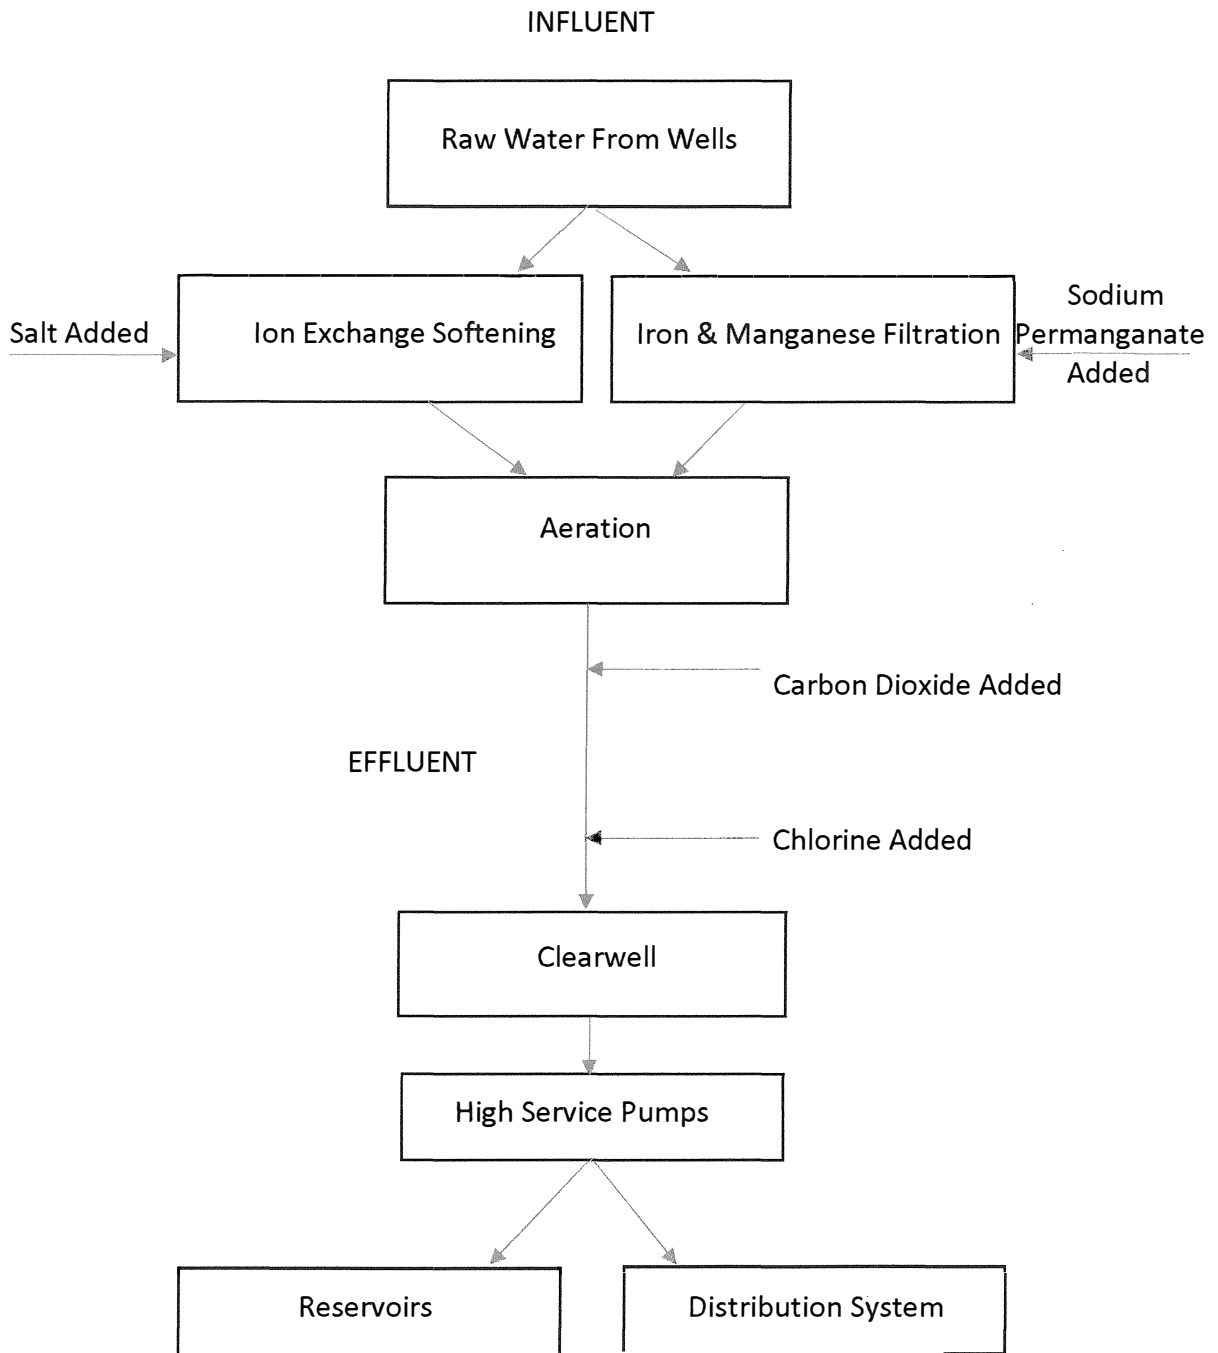 INFLUENT
Raw Water From Wells
Salt Added
Ion Exchange Softening
Iron & Manganese Filtration
Sodium
Permanganate
Added
Aeration
Carbon Dioxide Added
EFFLUENT
Chlorine Added
Clearwell
High Service Pumps
Reservoirs
Distribution System